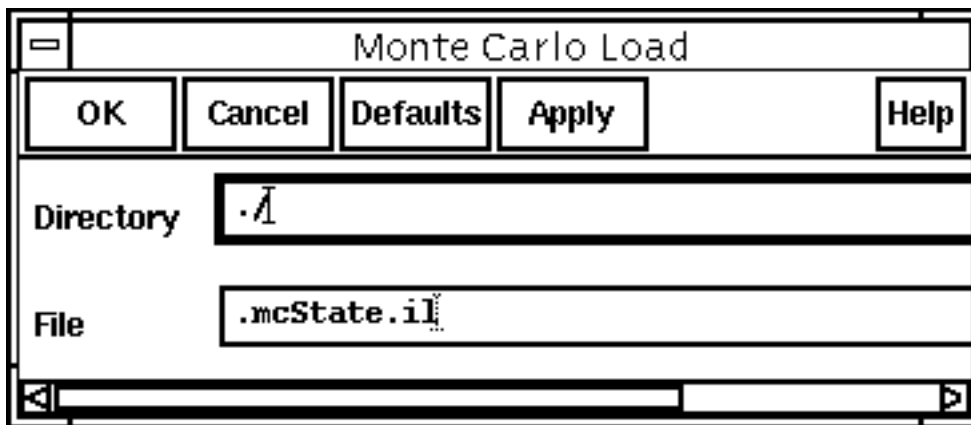 Monte Carlo Load
OK Cancel Defaults Apply Help
Directory ./
File .mcState.il